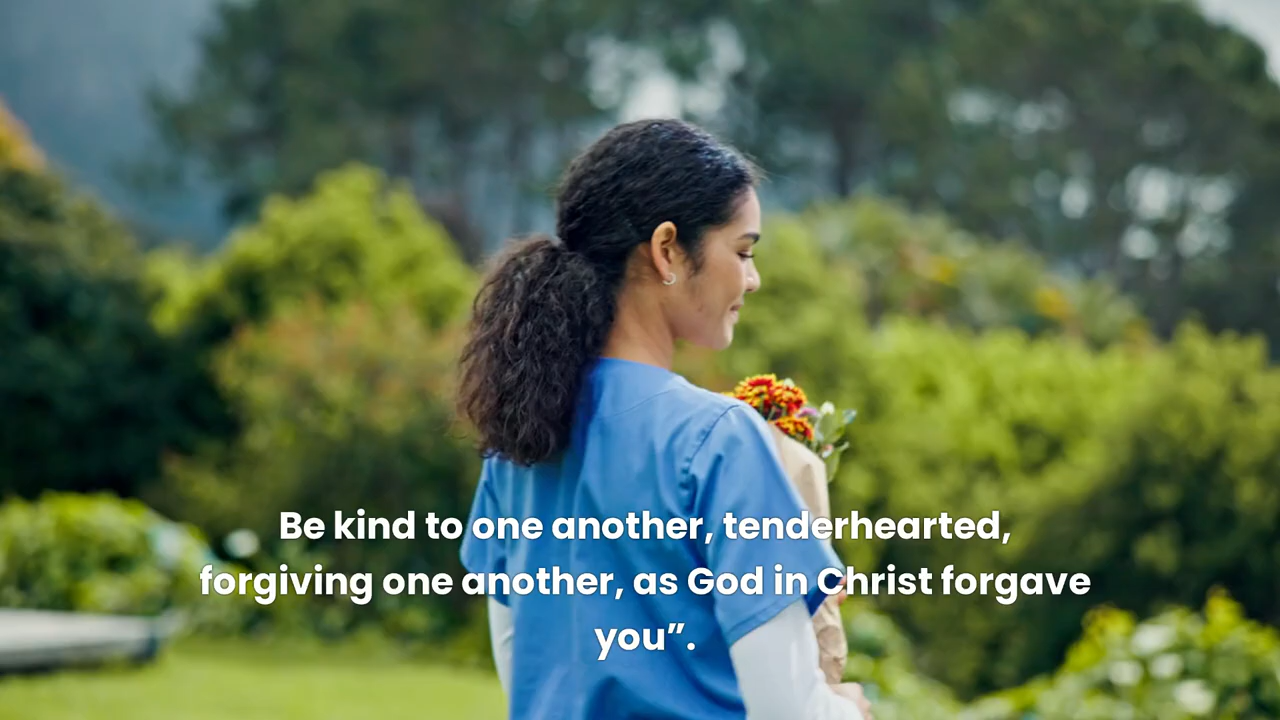 Be kind to one another, tenderhearted,
forgiving one another, as God in Christ forgave
you”.